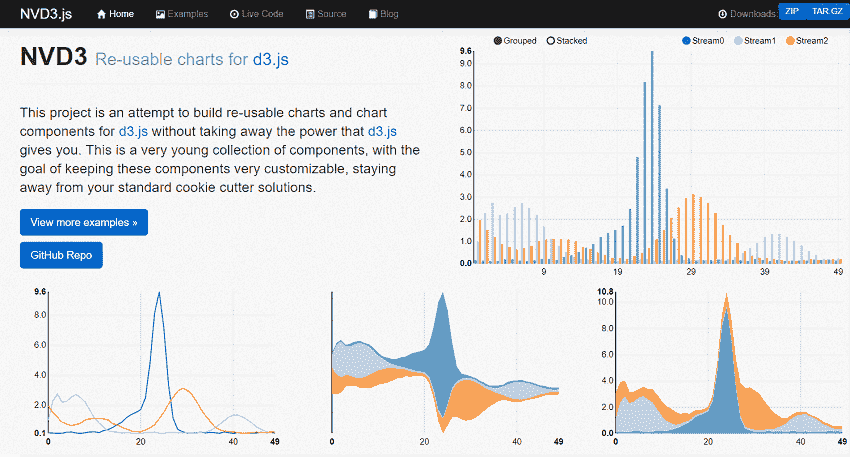 NVD3.js
Home
Examples
Live Code
Source
Blog
Downloads:
ZIP
TAR.GZ
NVD3 Re-usable charts for d3.js
This project is an attempt to build re-usable charts and chart
components for d3.js without taking away the power that d3.js
gives you. This is a very young collection of components, with the
goal of keeping these components very customizable, staying
away from your standard cookie cutter solutions.
View more examples »
GitHub Repo
Grouped Stacked Stream0 Stream1 Stream2
9.6
8.0
7.0
6.0
5.0
4.0
3.0
2.0
1.0
0.0
9 19 29 39 49
9.6
8.0
6.0
4.0
2.0
0.1
0 20 40 49
0 20 40 49
10.8
10.0
8.0
6.0
4.0
2.0
0.0
0 20 40 49